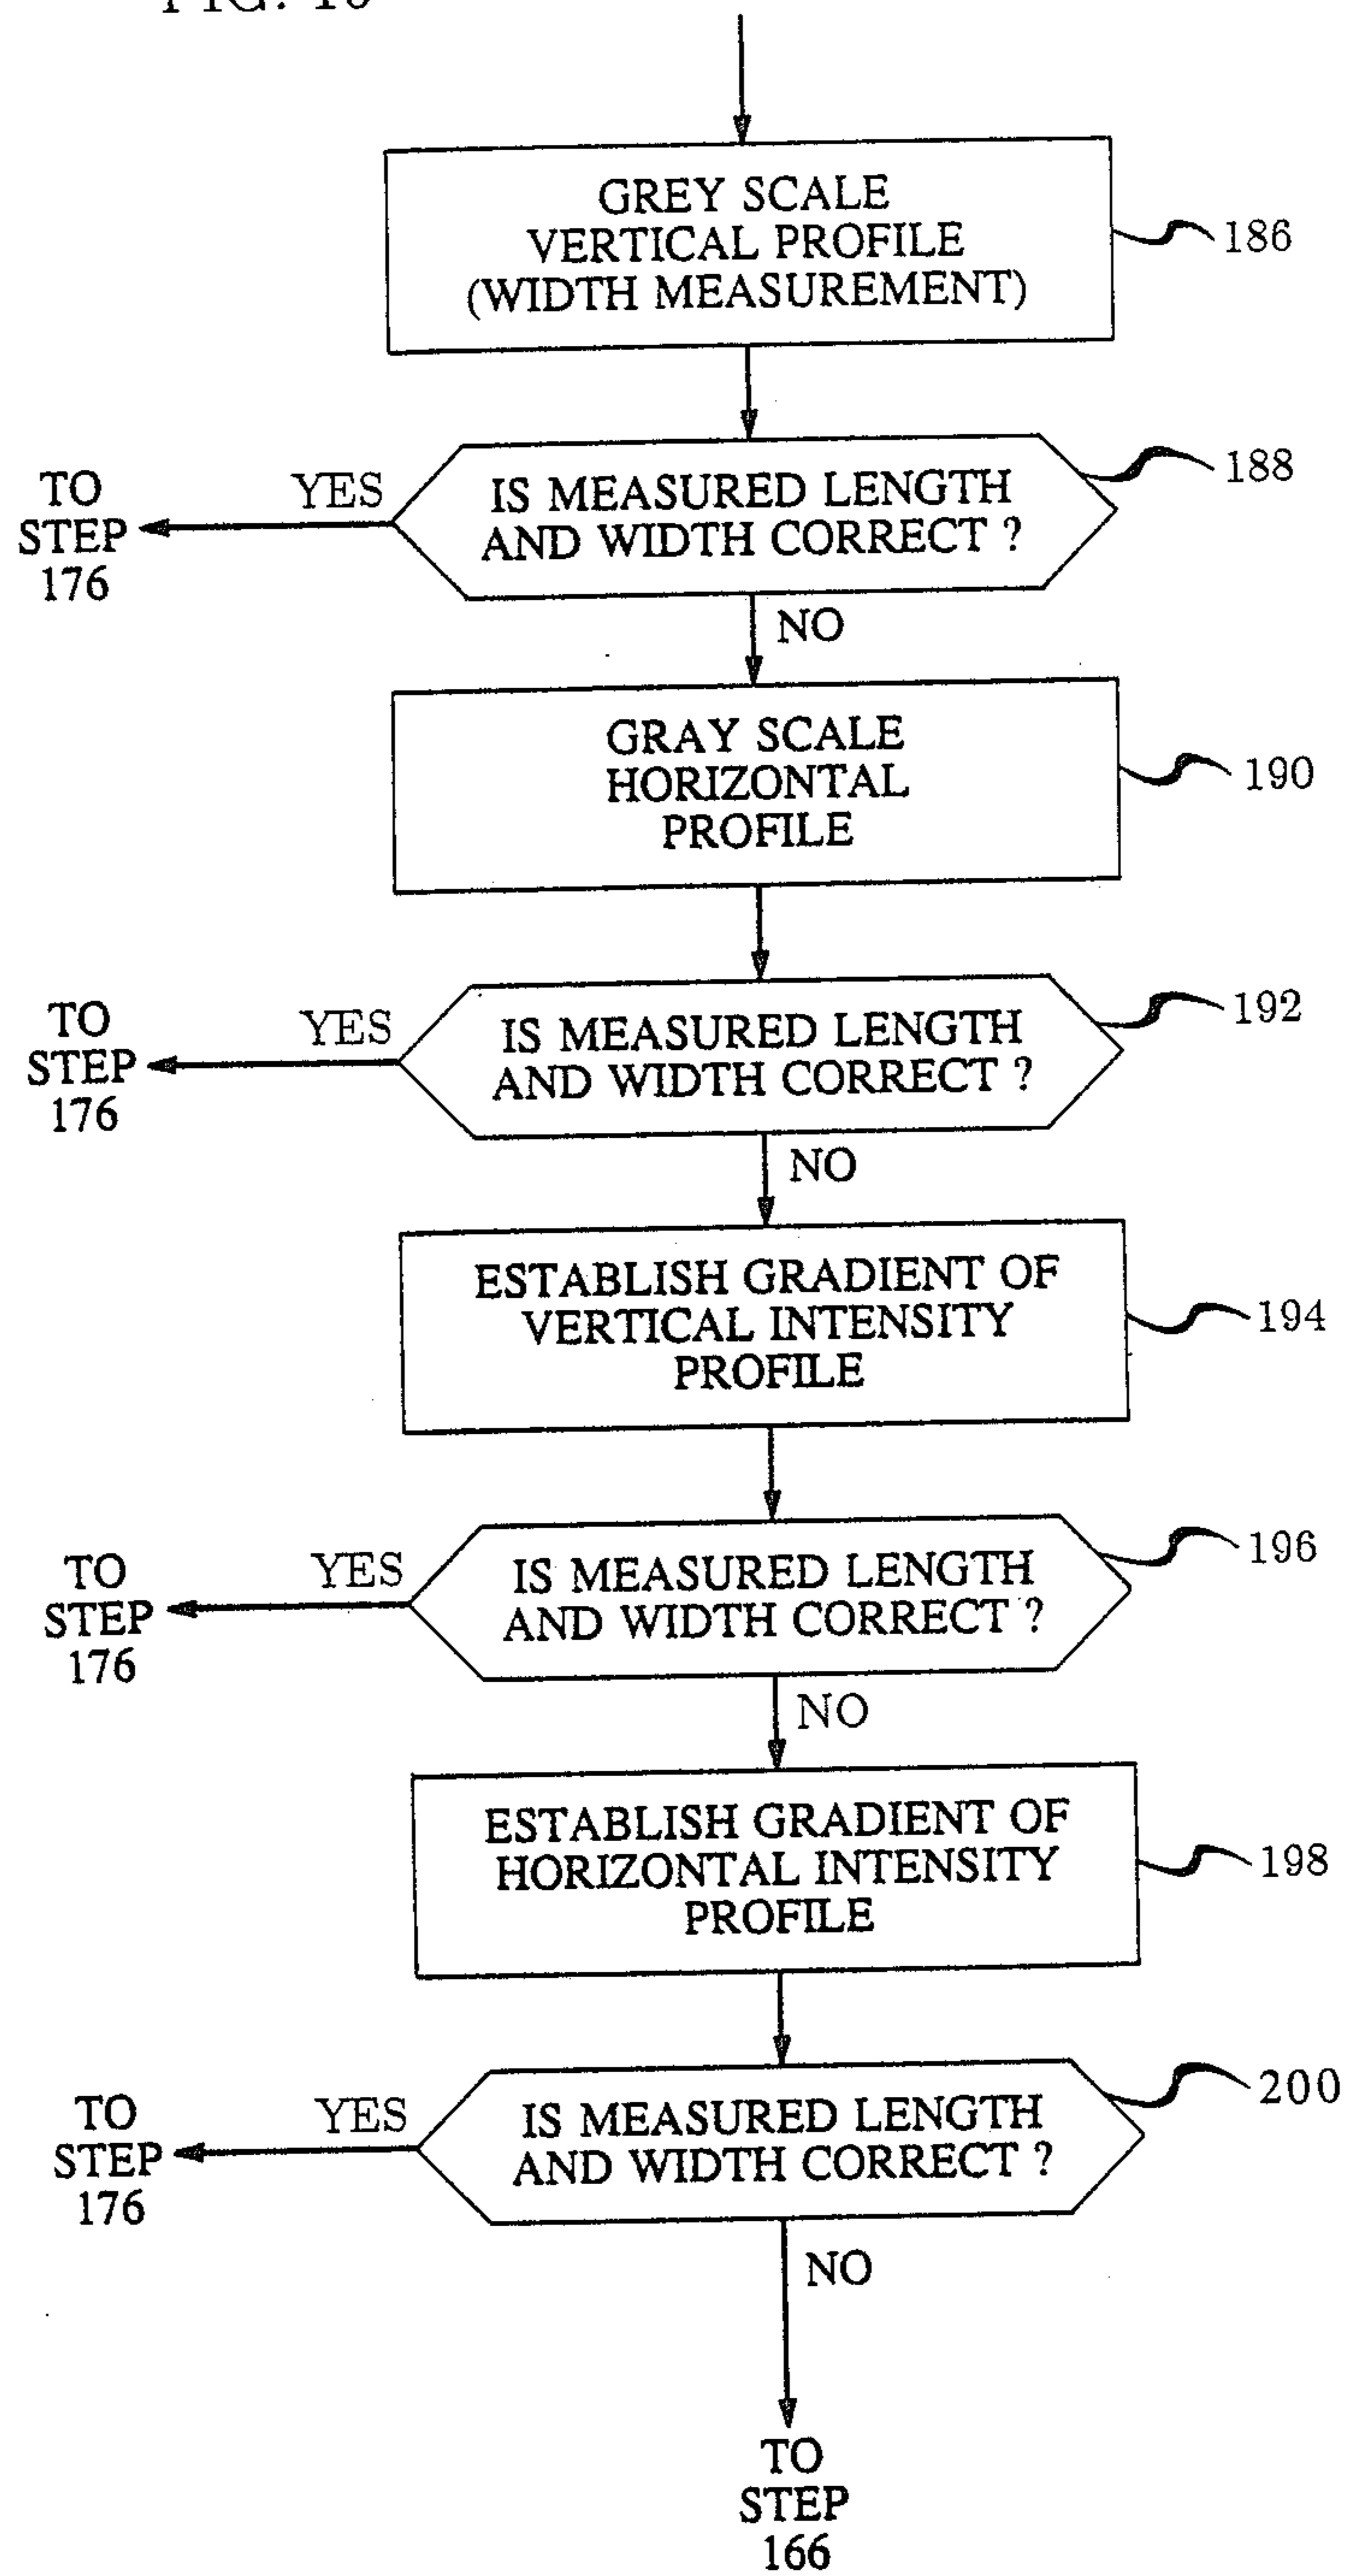 GREY SCALE
VERTICAL PROFILE
(WIDTH MEASUREMENT)
186
IS MEASURED LENGTH
AND WIDTH CORRECT ?
188
YES
TO
STEP
176
NO
GRAY SCALE
HORIZONTAL
PROFILE
190
IS MEASURED LENGTH
AND WIDTH CORRECT ?
192
YES
TO
STEP
176
NO
ESTABLISH GRADIENT OF
VERTICAL INTENSITY
PROFILE
194
IS MEASURED LENGTH
AND WIDTH CORRECT ?
196
YES
TO
STEP
176
NO
ESTABLISH GRADIENT OF
HORIZONTAL INTENSITY
PROFILE
198
IS MEASURED LENGTH
AND WIDTH CORRECT ?
200
YES
TO
STEP
176
NO
TO
STEP
166